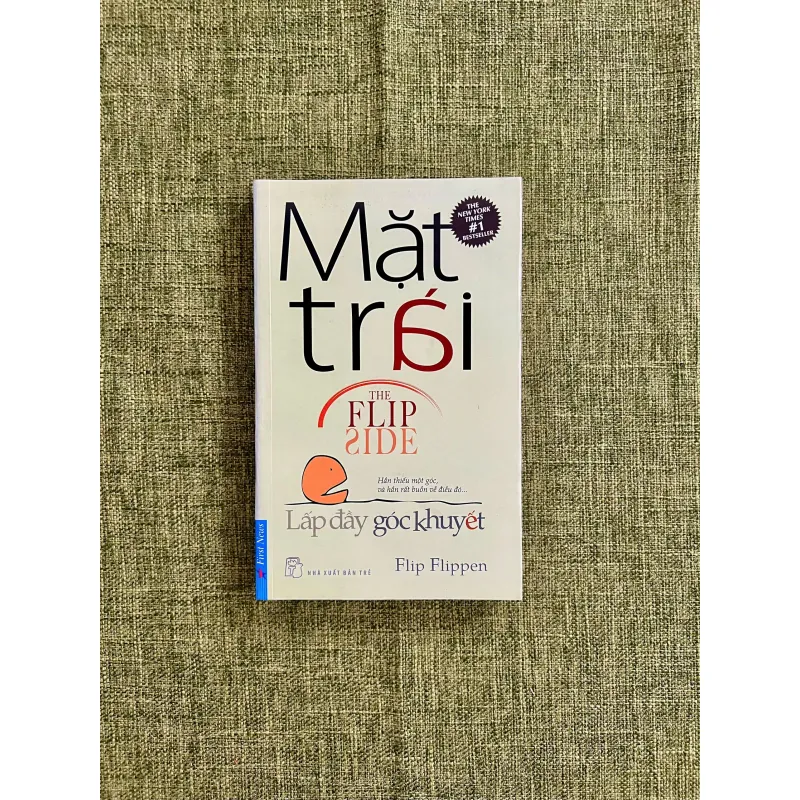 Mặt
trái
THE
NEW YORK
TIMES
#1
BESTSELLER
THE
FLIP
SIDE
Hắn thiếu một góc,
và hắn rất buồn về điều đó...
Lấp đầy góc khuyết
First News
NHÀ XUẤT BẢN TRẺ
Flip Flippen